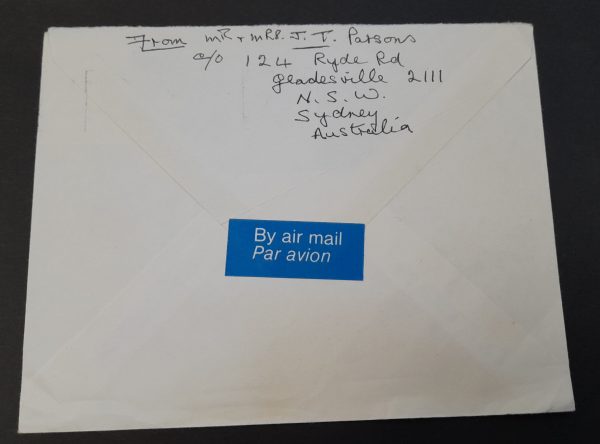 From Mr + Mrs. J. T. Parsons
c/o 124 Ryde Rd
Gladesville 2111
N. S. W.
Sydney
Australia
By air mail
Par avion